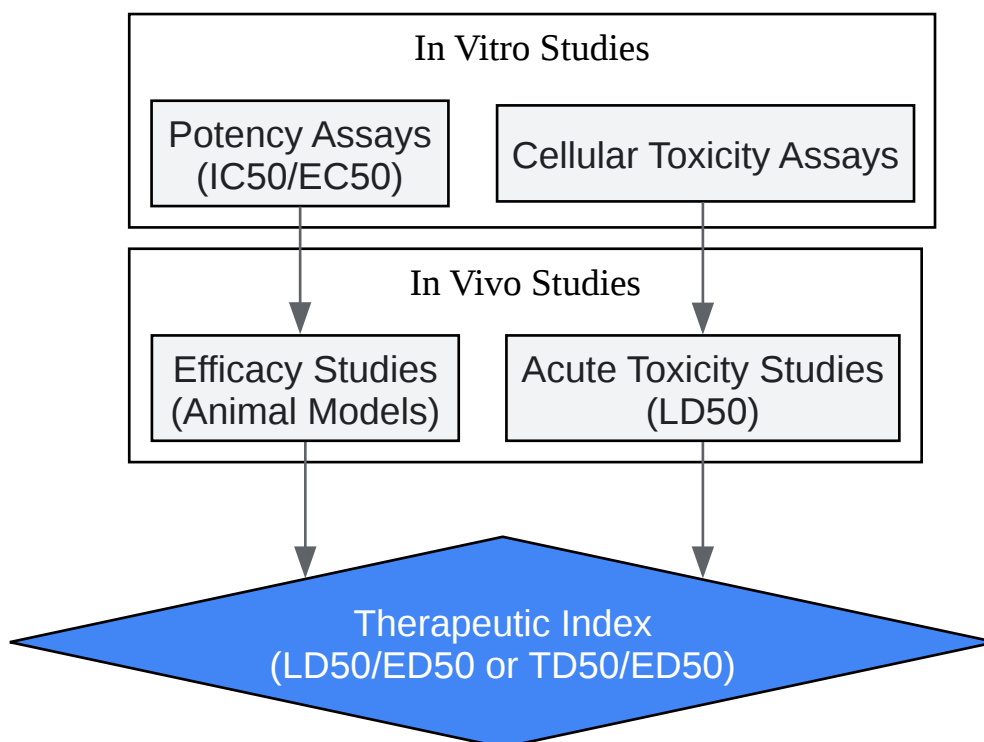 In Vitro Studies
Potency Assays
(IC50/EC50)
Cellular Toxicity Assays
In Vivo Studies
Efficacy Studies
(Animal Models)
Acute Toxicity Studies
(LD50)
Therapeutic Index
(LD50/ED50 or TD50/ED50)